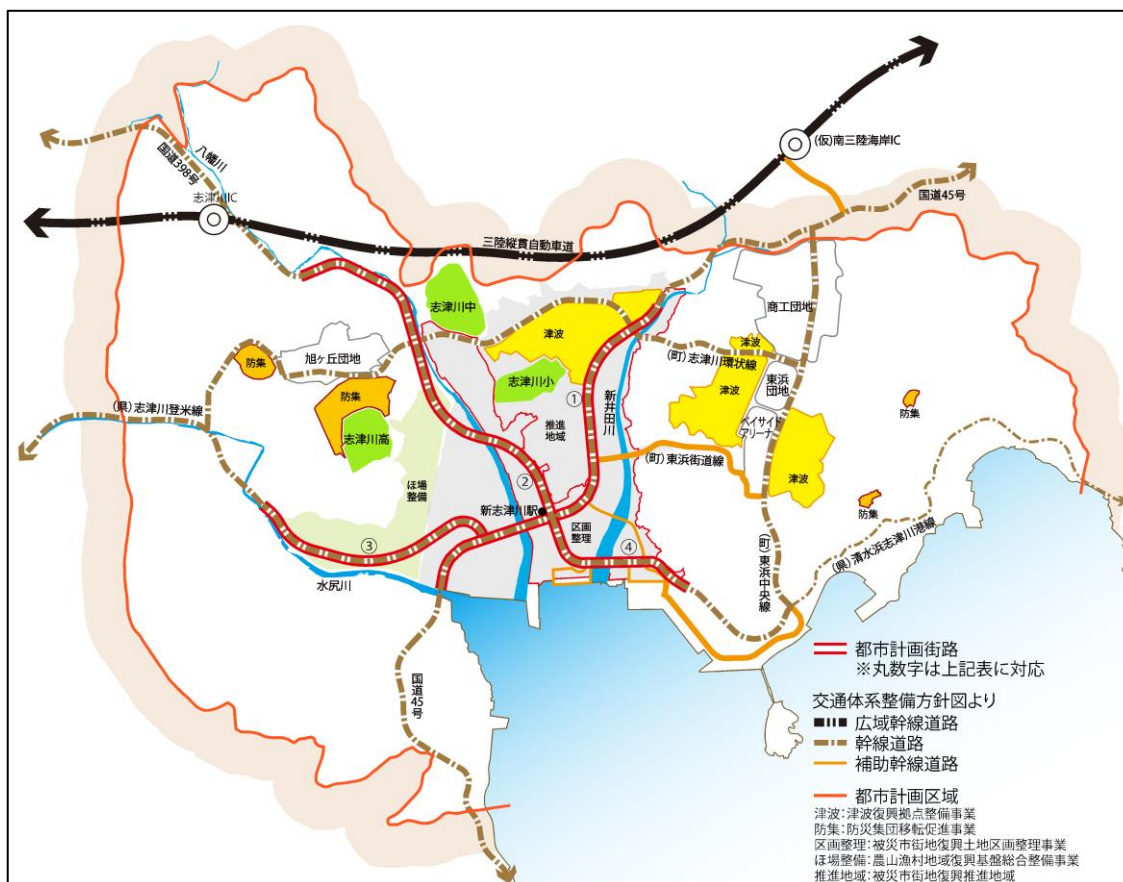 (仮)南三陸海岸IC
国道45号
八幡川
国道398号
志津川IC
三陸縦貫自動車道
志津川中
商工団地
津波
津波
(町)志津川環状線
旭ヶ丘団地
防集
志津川小
津波
東浜
団地
防集
①
新井田川
ベイサイド
アリーナ
防集
(県)志津川登米線
志津川高
推進
地域
(町)東浜街道線
津波
ほ場
整備
②
新志津川駅
防集
区画
整理
③
④
(町)東浜中央線
(県)清水浜志津川港線
水尻川
国道45号
都市計画街路
※丸数字は上記表に対応
交通体系整備方針図より
広域幹線道路
幹線道路
補助幹線道路
都市計画区域
津波:津波復興拠点整備事業
防集:防災集団移転促進事業
区画整理:被災市街地復興土地区画整理事業
ほ場整備:農山漁村地域復興基盤総合整備事業
推進地域:被災市街地復興推進地域